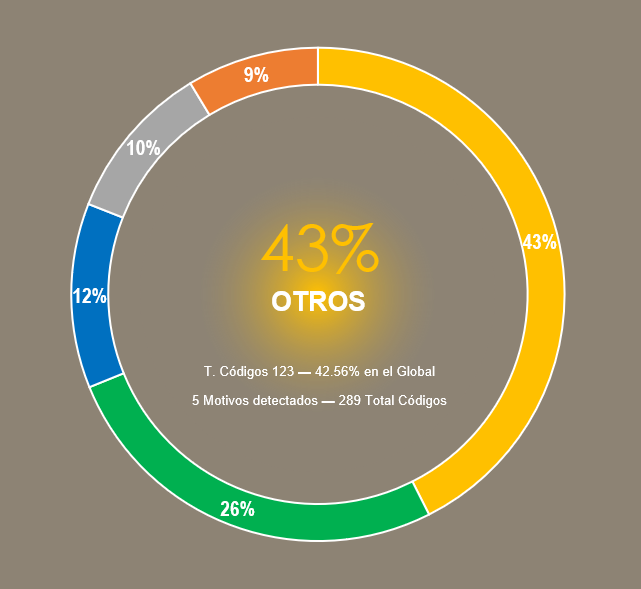 9%
10%
43%
43%
OTROS
12%
T. Códigos 123 — 42.56% en el Global
5 Motivos detectados — 289 Total Códigos
26%